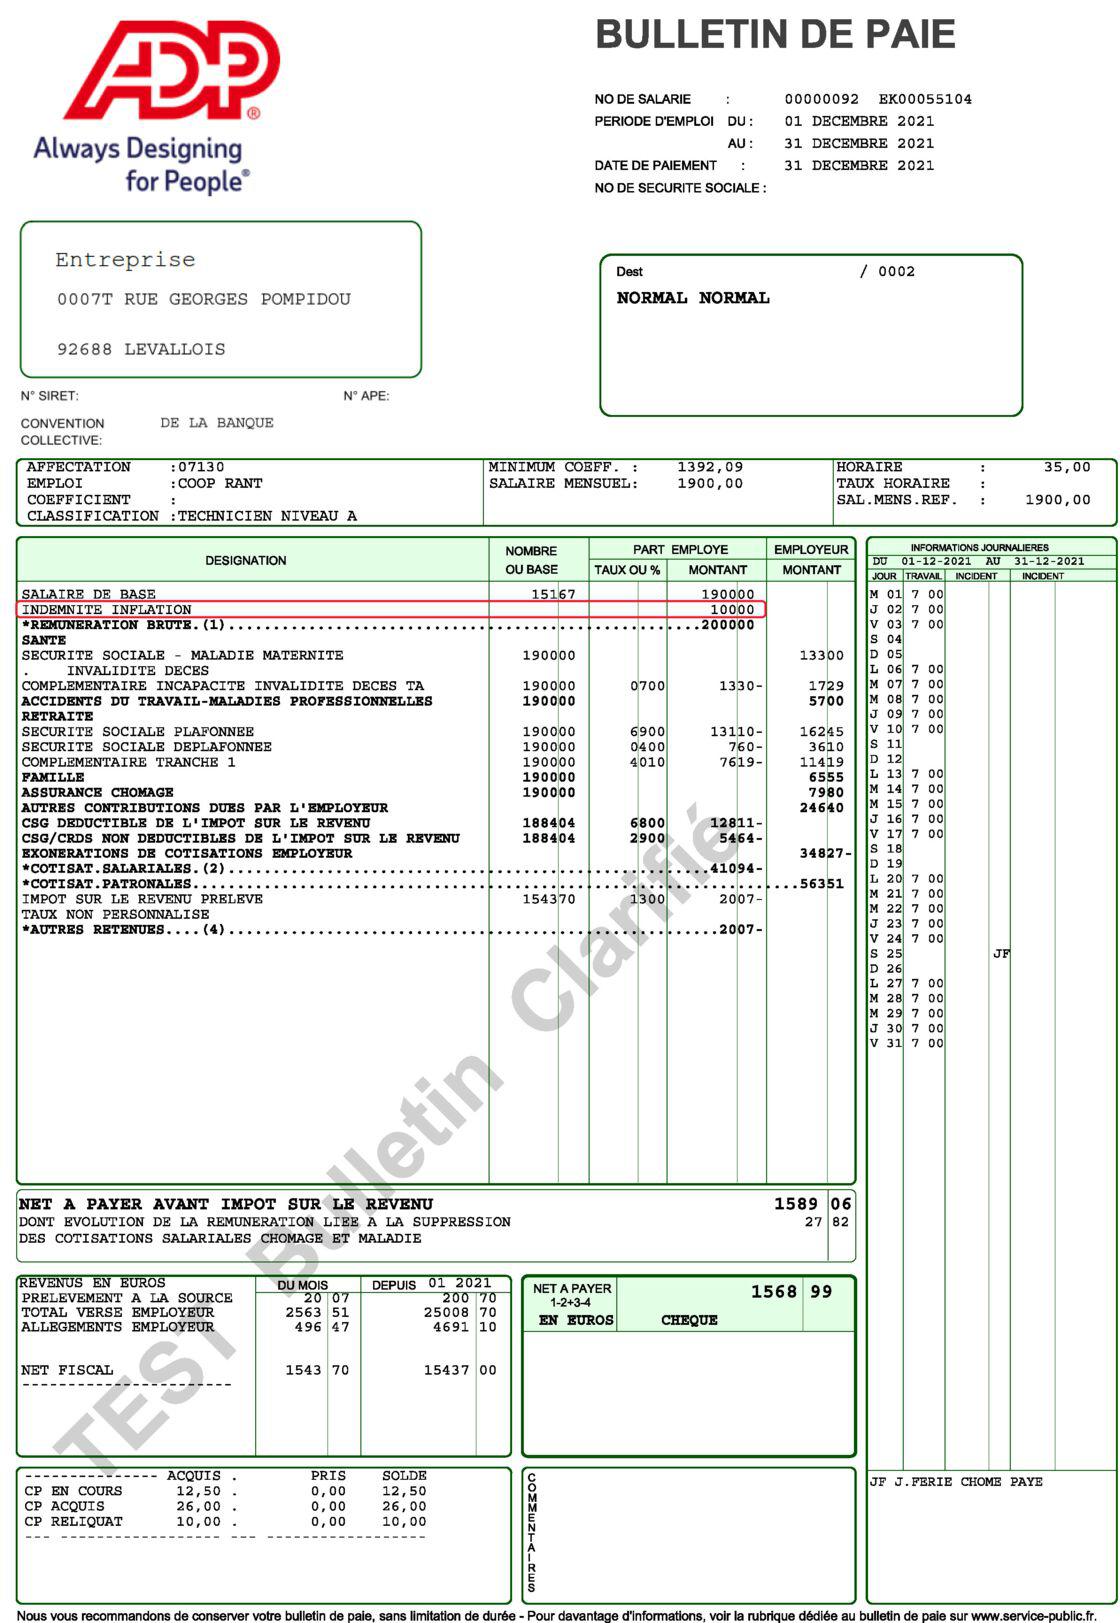 ADP®
Always Designing
for People®
BULLETIN DE PAIE
NO DE SALARIE : 00000092 EK00055104
PERIODE D'EMPLOI DU : 01 DECEMBRE 2021
AU : 31 DECEMBRE 2021
DATE DE PAIEMENT : 31 DECEMBRE 2021
NO DE SECURITE SOCIALE :
Entreprise
0007T RUE GEORGES POMPIDOU
92688 LEVALLOIS
Dest / 0002
NORMAL NORMAL
N° SIRET: N° APE:
CONVENTION DE LA BANQUE
COLLECTIVE:
AFFECTATION :07130 MINIMUM COEFF. : 1392,09 HORAIRE : 35,00
EMPLOI :COOP RANT SALAIRE MENSUEL: 1900,00 TAUX HORAIRE :
COEFFICIENT : SAL.MENS.REF. : 1900,00
CLASSIFICATION :TECHNICIEN NIVEAU A
DESIGNATION NOMBRE OU BASE PART EMPLOYE EMPLOYEUR
TAUX OU % MONTANT MONTANT
SALAIRE DE BASE 15167 190000
INDEMNITE INFLATION 10000
*REMUNERATION BRUTE.(1)....................................................200000
SANTE
SECURITE SOCIALE - MALADIE MATERNITE 190000 13300
. INVALIDITE DECES
COMPLEMENTAIRE INCAPACITE INVALIDITE DECES TA 190000 0700 1330- 1729
ACCIDENTS DU TRAVAIL-MALADIES PROFESSIONNELLES 190000 5700
RETRAITE
SECURITE SOCIALE PLAFONNEE 190000 6900 13110- 16245
SECURITE SOCIALE DEPLAFONNEE 190000 0400 760- 3610
COMPLEMENTAIRE TRANCHE 1 190000 4010 7619- 11419
FAMILLE 190000 6555
ASSURANCE CHOMAGE 190000 7980
AUTRES CONTRIBUTIONS DUES PAR L'EMPLOYEUR 24640
CSG DEDUCTIBLE DE L'IMPOT SUR LE REVENU 188404 6800 12811-
CSG/CRDS NON DEDUCTIBLES DE L'IMPOT SUR LE REVENU 188404 2900 5464-
EXONERATIONS DE COTISATIONS EMPLOYEUR 34827-
*COTISAT.SALARIALES.(2).....................................................41094-
*COTISAT.PATRONALES...................................................................56351
IMPOT SUR LE REVENU PRELEVE 154370 1300 2007-
TAUX NON PERSONNALISE
*AUTRES RETENUES....(4)......................................................2007-
INFORMATIONS JOURNALIERES
DU 01-12-2021 AU 31-12-2021
JOUR TRAVAIL INCIDENT INCIDENT
M 01 7 00
J 02 7 00
V 03 7 00
S 04
D 05
L 06 7 00
M 07 7 00
M 08 7 00
J 09 7 00
V 10 7 00
S 11
D 12
L 13 7 00
M 14 7 00
M 15 7 00
J 16 7 00
V 17 7 00
S 18
D 19
L 20 7 00
M 21 7 00
M 22 7 00
J 23 7 00
V 24 7 00
S 25 JF
D 26
L 27 7 00
M 28 7 00
M 29 7 00
J 30 7 00
V 31 7 00
JF J.FERIE CHOME PAYE
TEST Bulletin Clarifié
NET A PAYER AVANT IMPOT SUR LE REVENU 1589 06
DONT EVOLUTION DE LA REMUNERATION LIEE A LA SUPPRESSION 27 82
DES COTISATIONS SALARIALES CHOMAGE ET MALADIE
REVENUS EN EUROS DU MOIS DEPUIS 01 2021
PRELEVEMENT A LA SOURCE 20 07 200 70
TOTAL VERSE EMPLOYEUR 2563 51 25008 70
ALLEGEMENTS EMPLOYEUR 496 47 4691 10
NET FISCAL 1543 70 15437 00
-----------------------
NET A PAYER 1568 99
1-2+3-4
EN EUROS CHEQUE
--------------- ACQUIS . PRIS SOLDE
CP EN COURS 12,50 . 0,00 12,50
CP ACQUIS 26,00 . 0,00 26,00
CP RELIQUAT 10,00 . 0,00 10,00
--- ------------------ --- ------------------
COMMENTAIRES
Nous vous recommandons de conserver votre bulletin de paie, sans limitation de durée - Pour davantage d'informations, voir la rubrique dédiée au bulletin de paie sur www.service-public.fr.